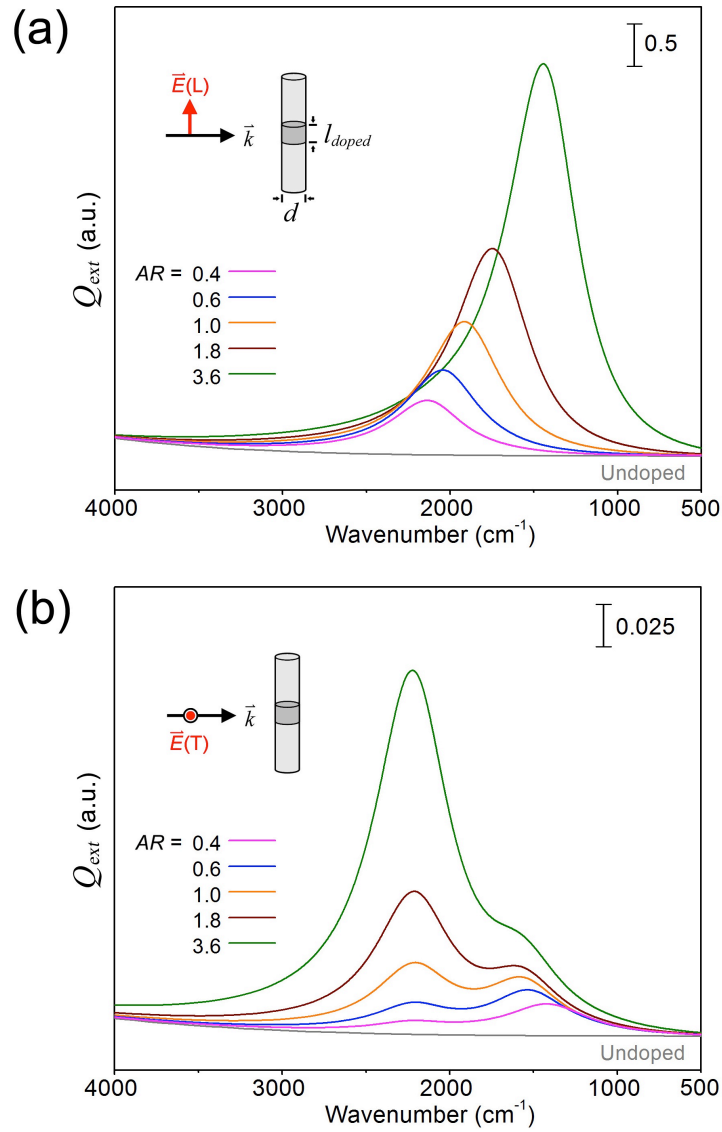 (a)
0.5
E⃗(L)
k⃗
l_doped
d
Q_ext (a.u.)
AR = 0.4
0.6
1.0
1.8
3.6
Undoped
4000 3000 2000 1000 500
Wavenumber (cm⁻¹)
(b)
0.025
k⃗
E⃗(T)
Q_ext (a.u.)
AR = 0.4
0.6
1.0
1.8
3.6
Undoped
4000 3000 2000 1000 500
Wavenumber (cm⁻¹)